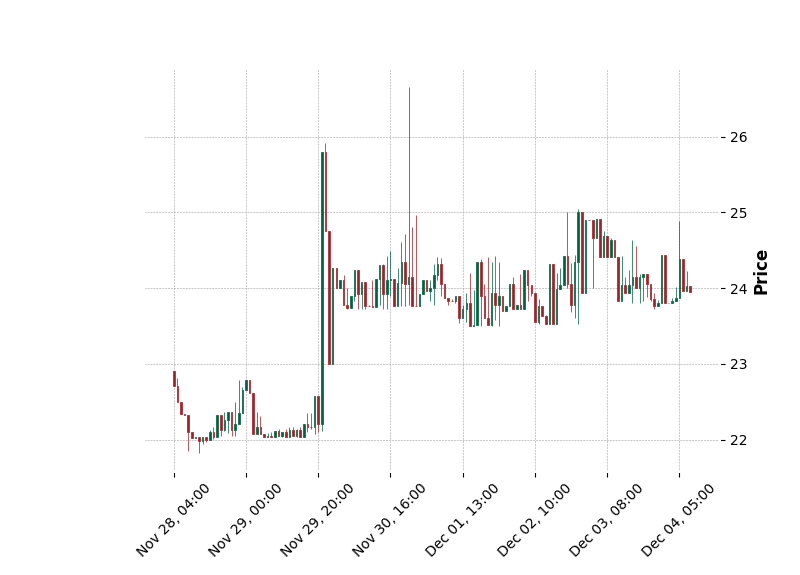 26
25
24
23
22
Price
Nov 28, 04:00
Nov 29, 00:00
Nov 29, 20:00
Nov 30, 16:00
Dec 01, 13:00
Dec 02, 10:00
Dec 03, 08:00
Dec 04, 05:00